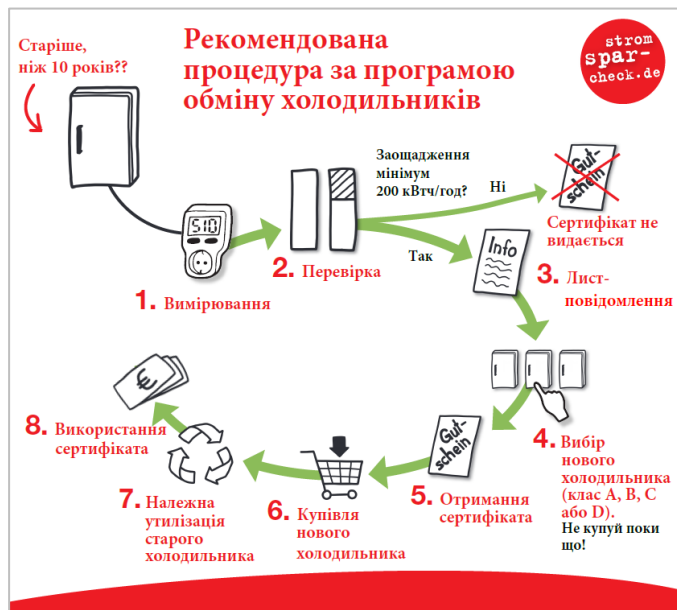 Старіше,
ніж 10 років??
Рекомендована
процедура за програмою
обміну холодильників
strom
spar-
check.de
510
1. Вимірювання
2. Перевірка
Заощадження
мінімум
200 кВтч/год?
Ні
Так
Gut-
schein
Сертифікат не
видається
Info
3. Лист-
повідомлення
4. Вибір
нового
холодильника
(клас A, B, C
або D).
Не купуй поки
що!
Gut-
schein
5. Отримання
сертифіката
6. Купівля
нового
холодильника
7. Належна
утилізація
старого
холодильника
€
8. Використання
сертифіката